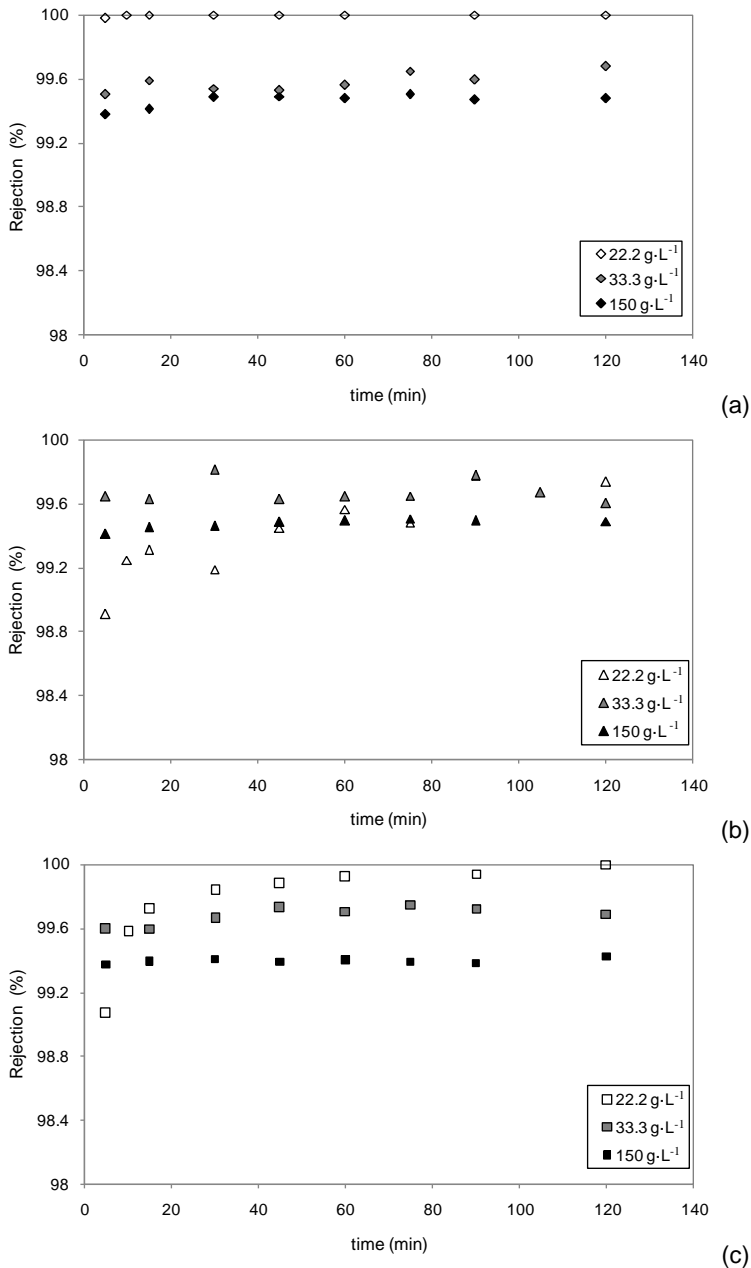 100
99.6
99.2
98.8
98.4
98
Rejection (%)
22.2 g·L-1
33.3 g·L-1
150 g·L-1
0 20 40 60 80 100 120 140
time (min)
(a)
100
99.6
99.2
98.8
98.4
98
Rejection (%)
22.2 g·L-1
33.3 g·L-1
150 g·L-1
0 20 40 60 80 100 120 140
time (min)
(b)
100
99.6
99.2
98.8
98.4
98
Rejection (%)
22.2 g·L-1
33.3 g·L-1
150 g·L-1
0 20 40 60 80 100 120 140
time (min)
(c)